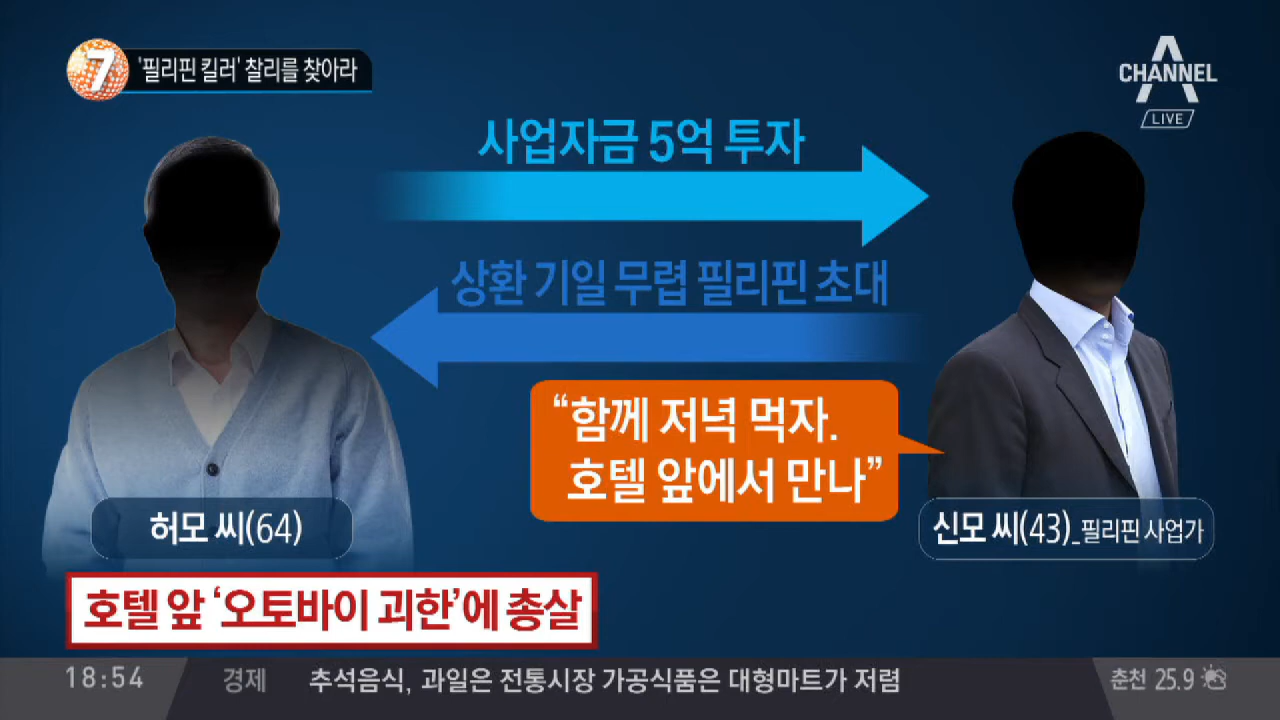 7 '필리핀 킬러' 찰리를 찾아라
CHANNEL A
LIVE
사업자금 5억 투자
상환 기일 무렵 필리핀 초대
“함께 저녁 먹자.
호텔 앞에서 만나”
허모 씨(64)
신모 씨(43)_필리핀 사업가
호텔 앞 ‘오토바이 괴한’에 총살
18:54 경제 추석음식, 과일은 전통시장 가공식품은 대형마트가 저렴 춘천 25.9